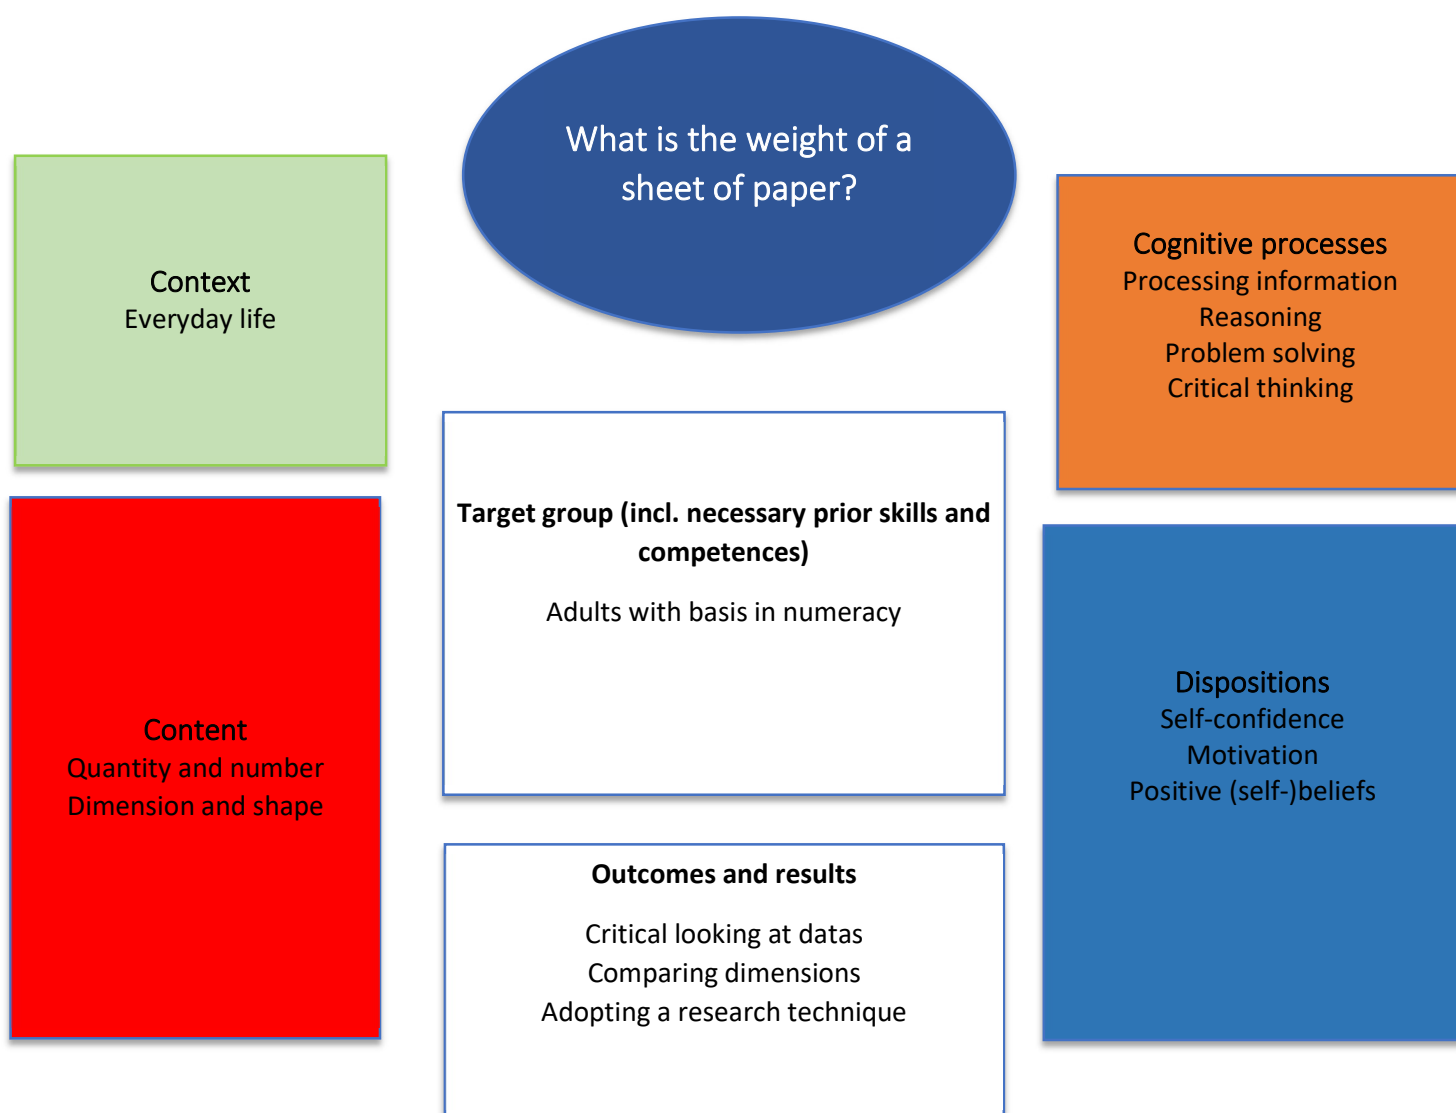 What is the weight of a
sheet of paper?
Context
Everyday life
Cognitive processes
Processing information
Reasoning
Problem solving
Critical thinking
Target group (incl. necessary prior skills and
competences)
Adults with basis in numeracy
Content
Quantity and number
Dimension and shape
Dispositions
Self-confidence
Motivation
Positive (self-)beliefs
Outcomes and results
Critical looking at datas
Comparing dimensions
Adopting a research technique